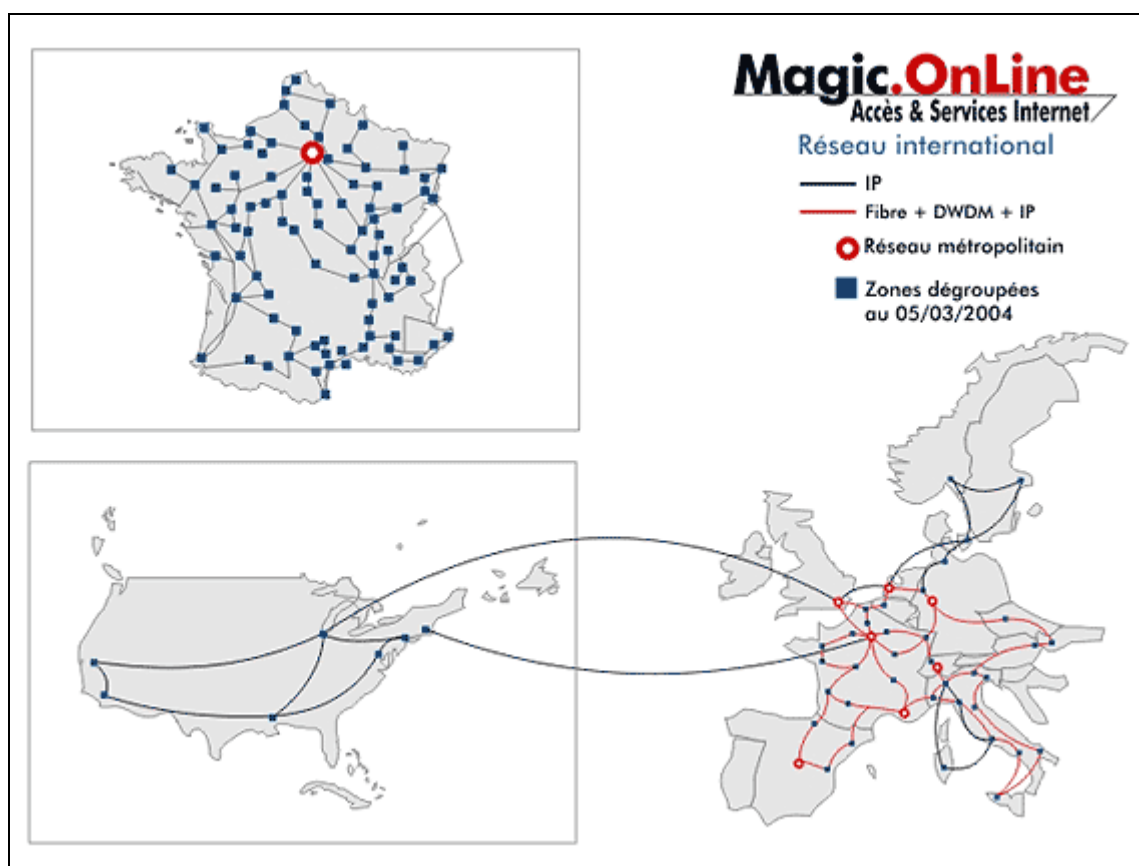 Magic.OnLine
Accès & Services Internet
Réseau international
IP
Fibre + DWDM + IP
Réseau métropolitain
Zones dégroupées
au 05/03/2004